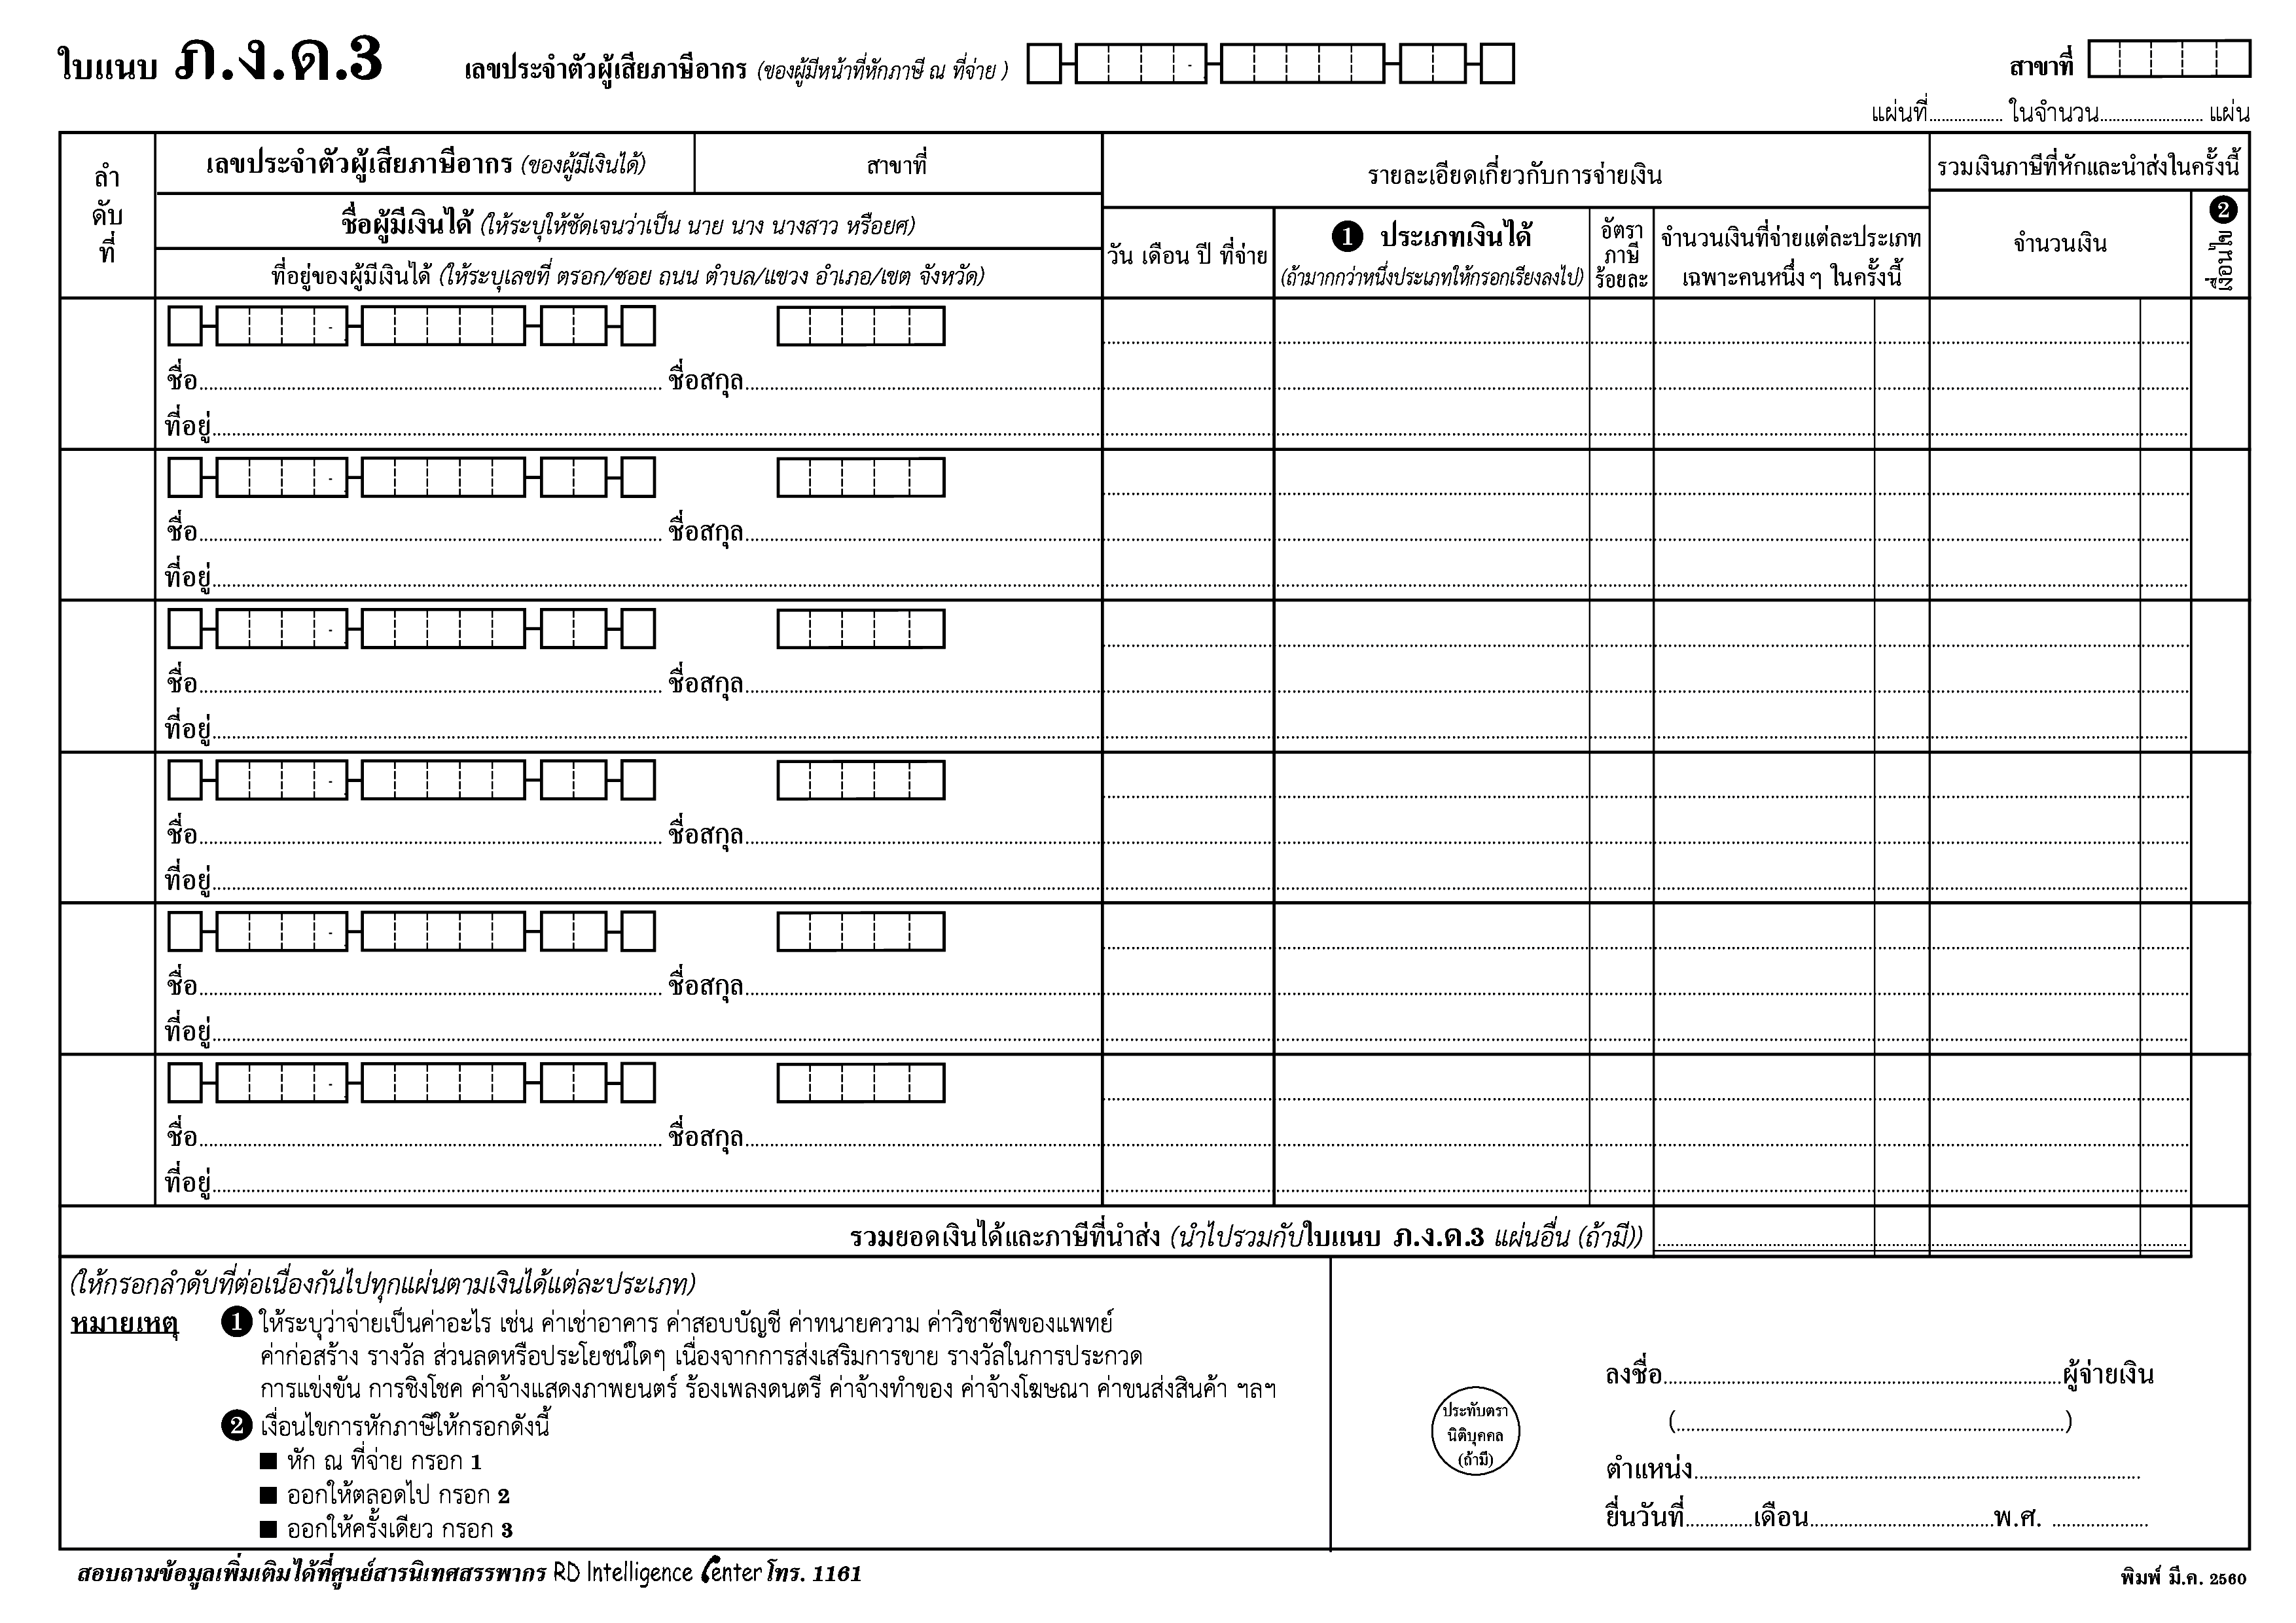 ใบแนบ ภ.ง.ด.3 เลขประจำตัวผู้เสียภาษีอากร (ของผู้มีหน้าที่หักภาษี ณ ที่จ่าย ) สาขาที่
แผ่นที่.................. ในจำนวน......................... แผ่น
ลำดับที่
เลขประจำตัวผู้เสียภาษีอากร (ของผู้มีเงินได้) สาขาที่
ชื่อผู้มีเงินได้ (ให้ระบุให้ชัดเจนว่าเป็น นาย นาง นางสาว หรือยศ)
ที่อยู่ของผู้มีเงินได้ (ให้ระบุเลขที่ ตรอก/ซอย ถนน ตำบล/แขวง อำเภอ/เขต จังหวัด)
รายละเอียดเกี่ยวกับการจ่ายเงิน
วัน เดือน ปี ที่จ่าย
1 ประเภทเงินได้
(ถ้ามากกว่าหนึ่งประเภทให้กรอกเรียงลงไป)
อัตรา
ภาษี
ร้อยละ
จำนวนเงินที่จ่ายแต่ละประเภท
เฉพาะคนหนึ่ง ๆ ในครั้งนี้
รวมเงินภาษีที่หักและนำส่งในครั้งนี้
จำนวนเงิน
2 เงื่อนไข
ชื่อ.................... ชื่อสกุล....................
ที่อยู่....................
ชื่อ.................... ชื่อสกุล....................
ที่อยู่....................
ชื่อ.................... ชื่อสกุล....................
ที่อยู่....................
ชื่อ.................... ชื่อสกุล....................
ที่อยู่....................
ชื่อ.................... ชื่อสกุล....................
ที่อยู่....................
ชื่อ.................... ชื่อสกุล....................
ที่อยู่....................
รวมยอดเงินได้และภาษีที่นำส่ง (นำไปรวมกับใบแนบ ภ.ง.ด.3 แผ่นอื่น (ถ้ามี))
(ให้กรอกลำดับที่ต่อเนื่องกันไปทุกแผ่นตามเงินได้แต่ละประเภท)
หมายเหตุ 1 ให้ระบุว่าจ่ายเป็นค่าอะไร เช่น ค่าเช่าอาคาร ค่าสอบบัญชี ค่าทนายความ ค่าวิชาชีพของแพทย์
ค่าก่อสร้าง รางวัล ส่วนลดหรือประโยชน์ใดๆ เนื่องจากการส่งเสริมการขาย รางวัลในการประกวด
การแข่งขัน การชิงโชค ค่าจ้างแสดงภาพยนตร์ ร้องเพลงดนตรี ค่าจ้างทำของ ค่าจ้างโฆษณา ค่าขนส่งสินค้า ฯลฯ
2 เงื่อนไขการหักภาษีให้กรอกดังนี้
■ หัก ณ ที่จ่าย กรอก 1
■ ออกให้ตลอดไป กรอก 2
■ ออกให้ครั้งเดียว กรอก 3
ประทับตรา
นิติบุคคล
(ถ้ามี)
ลงชื่อ....................ผู้จ่ายเงิน
(....................)
ตำแหน่ง....................
ยื่นวันที่.............เดือน....................พ.ศ. ...................
สอบถามข้อมูลเพิ่มเติมได้ที่ศูนย์สารนิเทศสรรพากร RD Intelligence Center โทร. 1161
พิมพ์ มี.ค. 2560